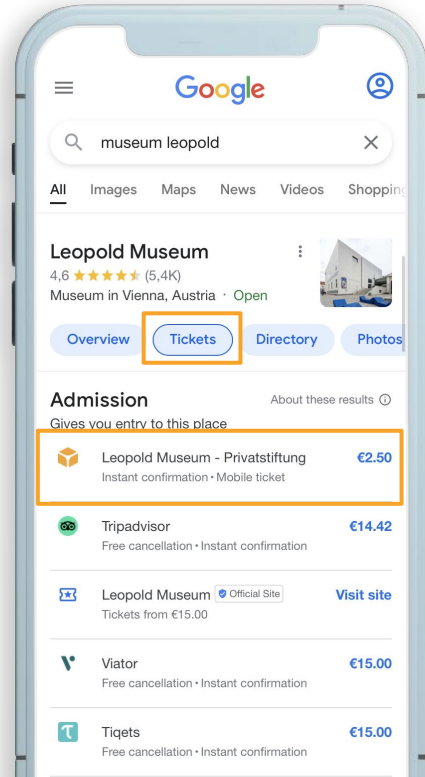 Google
museum leopold
All Images Maps News Videos Shopping
Leopold Museum
4,6 ★★★★★ (5,4K)
Museum in Vienna, Austria · Open
Overview Tickets Directory Photos
Admission About these results
Gives you entry to this place
Leopold Museum - Privatstiftung €2.50
Instant confirmation • Mobile ticket
Tripadvisor €14.42
Free cancellation • Instant confirmation
Leopold Museum Official Site Visit site
Tickets from €15.00
Viator €15.00
Free cancellation • Instant confirmation
Tiqets €15.00
Free cancellation • Instant confirmation